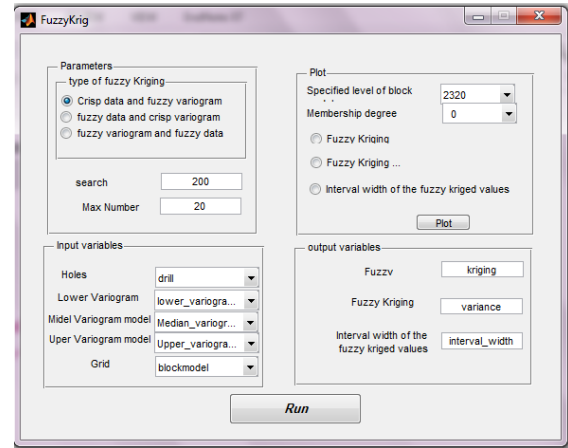 FuzzyKrig
Parameters
type of fuzzy Kriging
Crisp data and fuzzy variogram
fuzzy data and crisp variogram
fuzzy variogram and fuzzy data
search 200
Max Number 20
Plot
Specified level of block 2320
Membership degree 0
Fuzzy Kriging
Fuzzy Kriging ...
Interval width of the fuzzy kriged values
Plot
Input variables
Holes drill
Lower Variogram lower_variogra...
Midel Variogram model Median_variogr...
Uper Variogram model Upper_variogra...
Grid blockmodel
output variables
Fuzzv kriging
Fuzzy Kriging variance
Interval width of the
fuzzy kriged values interval_width
Run